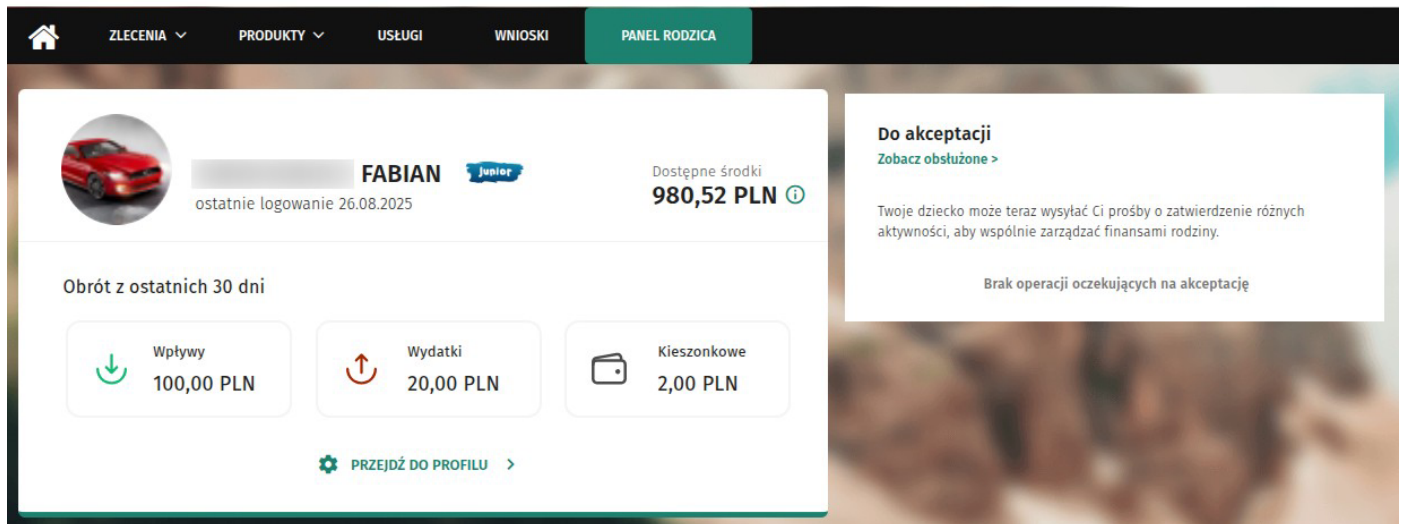 ZLECENIA PRODUKTY USŁUGI WNIOSKI PANEL RODZICA
FABIAN junior
ostatnie logowanie 26.08.2025
Dostępne środki
980,52 PLN
Obrót z ostatnich 30 dni
Wpływy
100,00 PLN
Wydatki
20,00 PLN
Kieszonkowe
2,00 PLN
PRZEJDŹ DO PROFILU >
Do akceptacji
Zobacz obsłużone >
Twoje dziecko może teraz wysyłać Ci prośby o zatwierdzenie różnych
aktywności, aby wspólnie zarządzać finansami rodziny.
Brak operacji oczekujących na akceptację